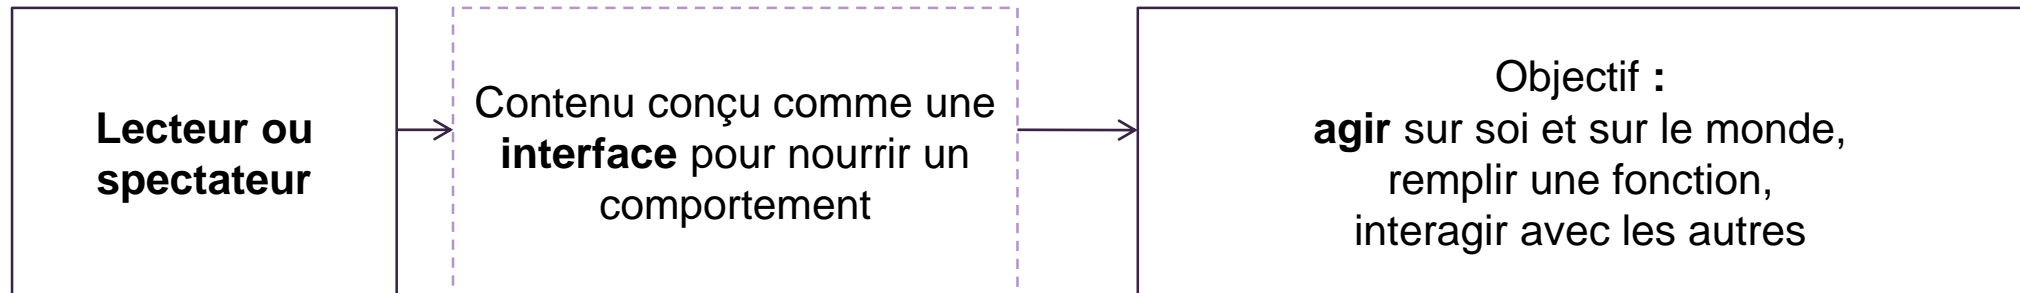 Lecteur ou
spectateur
Contenu conçu comme une
interface pour nourrir un
comportement
Objectif :
agir sur soi et sur le monde,
remplir une fonction,
interagir avec les autres